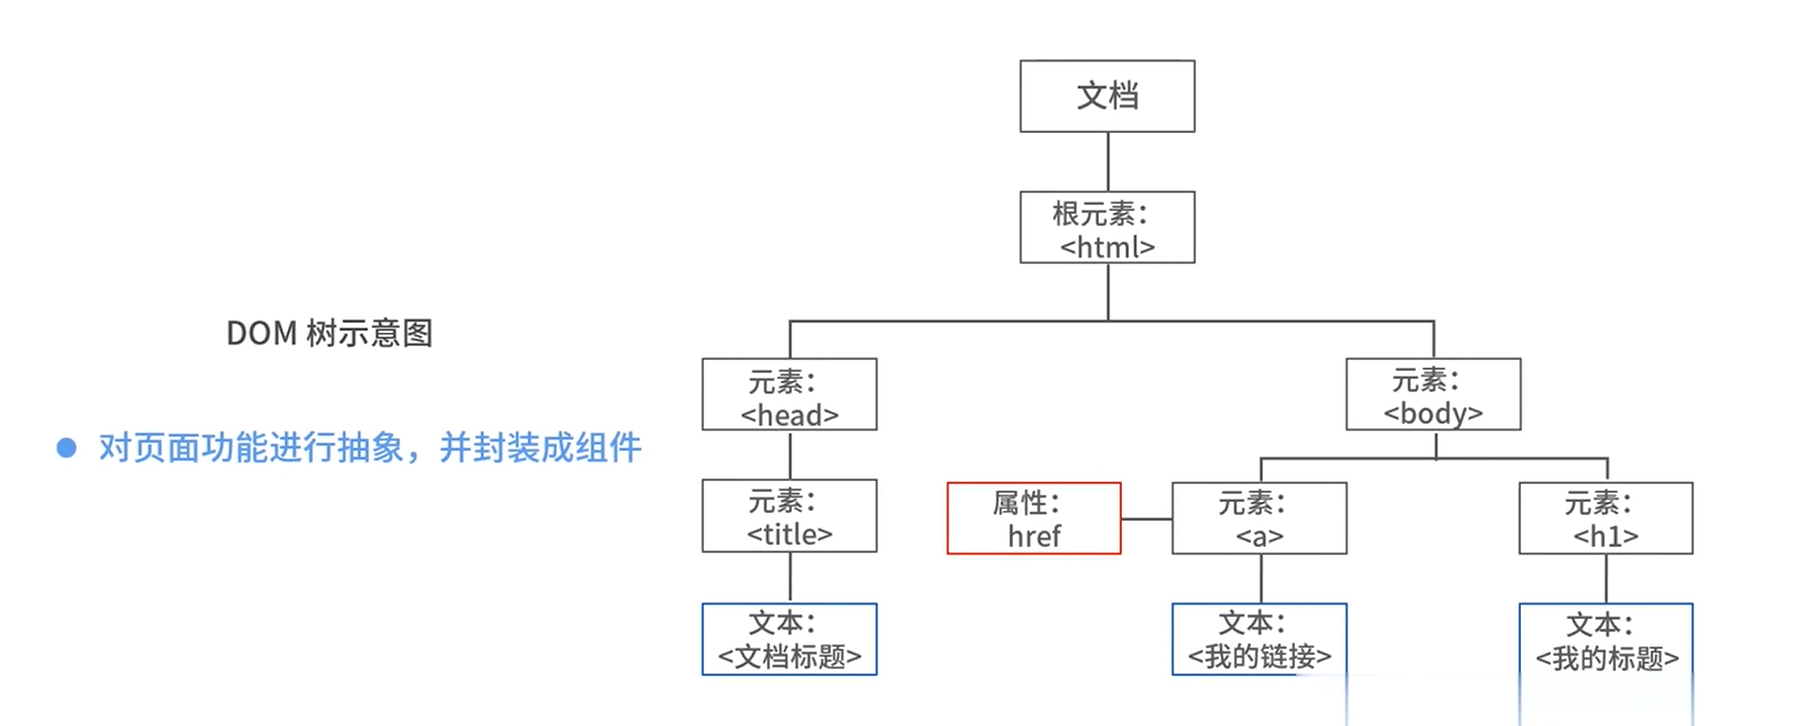 文档
根元素：
<html>
DOM 树示意图
对页面功能进行抽象，并封装成组件
元素：
<head>
元素：
<body>
元素：
<title>
属性：
href
元素：
<a>
元素：
<h1>
文本：
<文档标题>
文本：
<我的链接>
文本：
<我的标题>